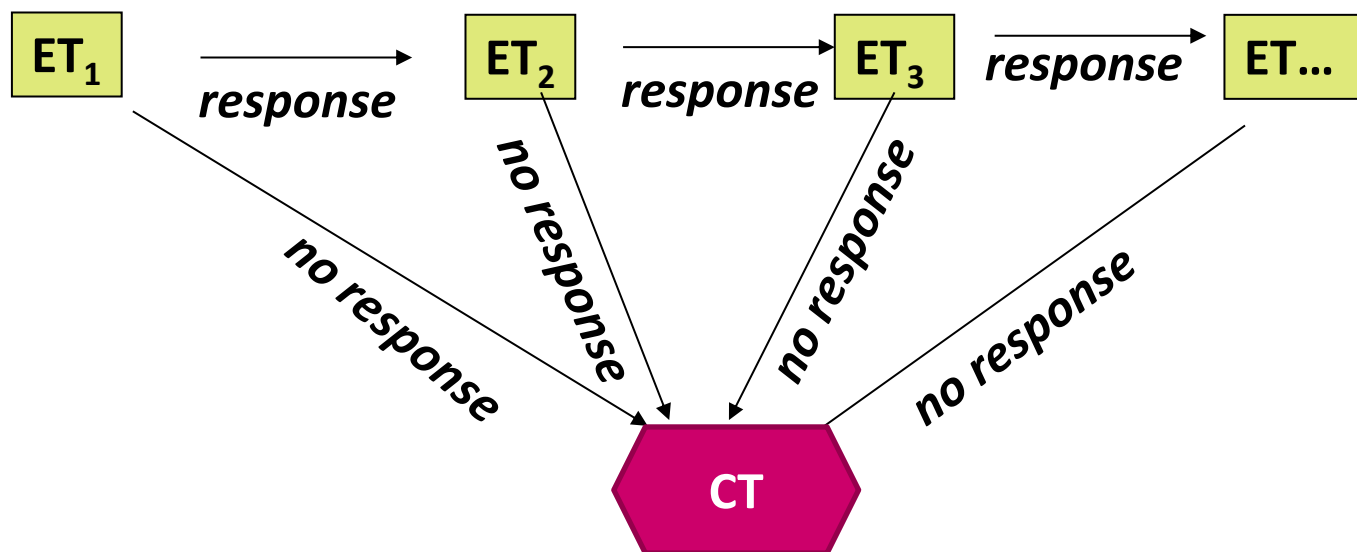 ET₁
response
ET₂
response
ET₃
response
ET...
no response
no response
no response
no response
CT